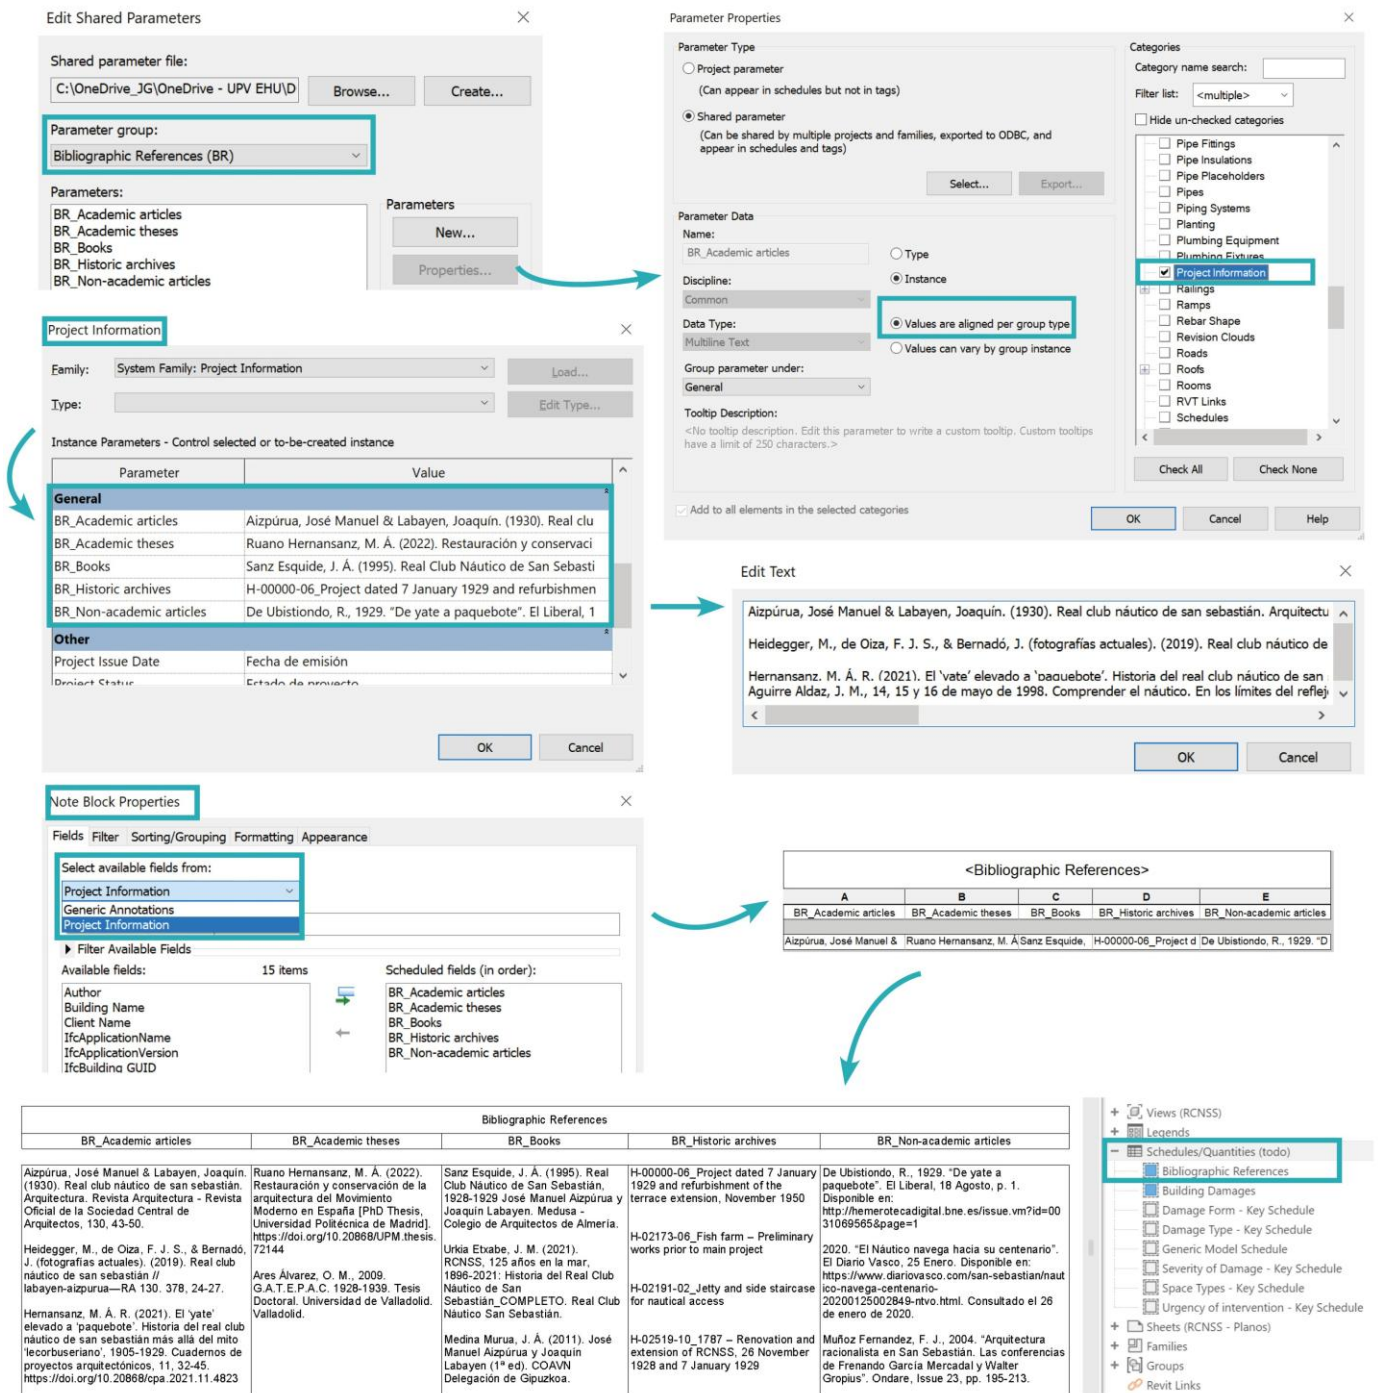 Edit Shared Parameters
Shared parameter file:
C:\OneDrive_JG\OneDrive - UPV EHU\D
Browse...
Create...
Parameter group:
Bibliographic References (BR)
Parameters:
BR_Academic articles
BR_Academic theses
BR_Books
BR_Historic archives
BR_Non-academic articles
Parameters
New...
Properties...
Parameter Properties
Parameter Type
Project parameter
(Can appear in schedules but not in tags)
Shared parameter
(Can be shared by multiple projects and families, exported to ODBC, and
appear in schedules and tags)
Select...
Export...
Parameter Data
Name:
BR_Academic articles
Type
Discipline:
Instance
Common
Data Type:
Values are aligned per group type
Multiline Text
Values can vary by group instance
Group parameter under:
General
Tooltip Description:
<No tooltip description. Edit this parameter to write a custom tooltip. Custom tooltips
have a limit of 250 characters.>
Add to all elements in the selected categories
Categories
Category name search:
Filter list:
<multiple>
Hide un-checked categories
Pipe Fittings
Pipe Insulations
Pipe Placeholders
Pipes
Piping Systems
Planting
Plumbing Equipment
Plumbing Fixtures
Project Information
Railings
Ramps
Rebar Shape
Revision Clouds
Roads
Roofs
Rooms
RVT Links
Schedules
Check All
Check None
OK
Cancel
Help
Project Information
Family:
System Family: Project Information
Load...
Type:
Edit Type...
Instance Parameters - Control selected or to-be-created instance
Parameter
Value
General
BR_Academic articles
Aizpúrua, José Manuel & Labayen, Joaquín. (1930). Real clu
BR_Academic theses
Ruano Hernansanz, M. Á. (2022). Restauración y conservaci
BR_Books
Sanz Esquide, J. Á. (1995). Real Club Náutico de San Sebasti
BR_Historic archives
H-00000-06_Project dated 7 January 1929 and refurbishmen
BR_Non-academic articles
De Ubistiondo, R., 1929. “De yate a paquebote”. El Liberal, 1
Other
Project Issue Date
Fecha de emisión
Project Status
Estado de proyecto
OK
Cancel
Edit Text
Aizpúrua, José Manuel & Labayen, Joaquín. (1930). Real club náutico de san sebastián. Arquitectu
Heidegger, M., de Oiza, F. J. S., & Bernadó, J. (fotografías actuales). (2019). Real club náutico de
Hernansanz, M. Á. R. (2021). El 'yate' elevado a 'paquebote'. Historia del real club náutico de san
Aguirre Aldaz, J. M., 14, 15 y 16 de mayo de 1998. Comprender el náutico. En los límites del reflej
OK
Cancel
Note Block Properties
Fields
Filter
Sorting/Grouping
Formatting
Appearance
Select available fields from:
Project Information
Generic Annotations
Project Information
Filter Available Fields
Available fields:
15 items
Scheduled fields (in order):
Author
Building Name
Client Name
IfcApplicationName
IfcApplicationVersion
IfcBuilding GUID
BR_Academic articles
BR_Academic theses
BR_Books
BR_Historic archives
BR_Non-academic articles
<Bibliographic References>
A
B
C
D
E
BR_Academic articles
BR_Academic theses
BR_Books
BR_Historic archives
BR_Non-academic articles
Aizpúrua, José Manuel &
Ruano Hernansanz, M. Á
Sanz Esquide,
H-00000-06_Project d
De Ubistiondo, R., 1929. “D
Bibliographic References
BR_Academic articles
BR_Academic theses
BR_Books
BR_Historic archives
BR_Non-academic articles
Aizpúrua, José Manuel & Labayen, Joaquín.
(1930). Real club náutico de san sebastián.
Arquitectura. Revista Arquitectura - Revista
Oficial de la Sociedad Central de
Arquitectos, 130, 43-50.
Heidegger, M., de Oiza, F. J. S., & Bernadó,
J. (fotografías actuales). (2019). Real club
náutico de san sebastián //
labayen-aizpurua—RA 130. 378, 24-27.
Hernansanz, M. Á. R. (2021). El 'yate'
elevado a 'paquebote'. Historia del real club
náutico de san sebastián más allá del mito
'lecorbuseriano', 1905-1929. Cuadernos de
proyectos arquitectónicos, 11, 32-45.
https://doi.org/10.20868/cpa.2021.11.4823
Ruano Hernansanz, M. Á. (2022).
Restauración y conservación de la
arquitectura del Movimiento
Moderno en España [PhD Thesis,
Universidad Politécnica de Madrid].
https://doi.org/10.20868/UPM.thesis.
72144
Ares Álvarez, O. M., 2009.
G.A.T.E.P.A.C. 1928-1939. Tesis
Doctoral. Universidad de Valladolid.
Valladolid.
Sanz Esquide, J. Á. (1995). Real
Club Náutico de San Sebastián,
1928-1929 José Manuel Aizpúrua y
Joaquín Labayen. Medusa -
Colegio de Arquitectos de Almería.
Urkia Etxabe, J. M. (2021).
RCNSS, 125 años en la mar,
1896-2021: Historia del Real Club
Náutico de San
Sebastián_COMPLETO. Real Club
Náutico San Sebastián.
Medina Murua, J. Á. (2011). José
Manuel Aizpúrua y Joaquín
Labayen (1ª ed). COAVN
Delegación de Gipuzkoa.
H-00000-06_Project dated 7 January
1929 and refurbishment of the
terrace extension, November 1950
H-02173-06_Fish farm – Preliminary
works prior to main project
H-02191-02_Jetty and side staircase
for nautical access
H-02519-10_1787 – Renovation and
extension of RCNSS, 26 November
1928 and 7 January 1929
De Ubistiondo, R., 1929. “De yate a
paquebote”. El Liberal, 18 Agosto, p. 1.
Disponible en:
http://hemerotecadigital.bne.es/issue.vm?id=00
31069565&page=1
2020. “El Náutico navega hacia su centenario”.
El Diario Vasco, 25 Enero. Disponible en:
https://www.diariovasco.com/san-sebastian/naut
ico-navega-centenario-
20200125002849-ntvo.html. Consultado el 26
de enero de 2020.
Muñoz Fernandez, F. J., 2004. “Arquitectura
racionalista en San Sebastián. Las conferencias
de Frenando García Mercadal y Walter
Gropius”. Ondare, Issue 23, pp. 195-213.
Views (RCNSS)
Legends
Schedules/Quantities (todo)
Bibliographic References
Building Damages
Damage Form - Key Schedule
Damage Type - Key Schedule
Generic Model Schedule
Severity of Damage - Key Schedule
Space Types - Key Schedule
Urgency of intervention - Key Schedule
Sheets (RCNSS - Planos)
Families
Groups
Revit Links